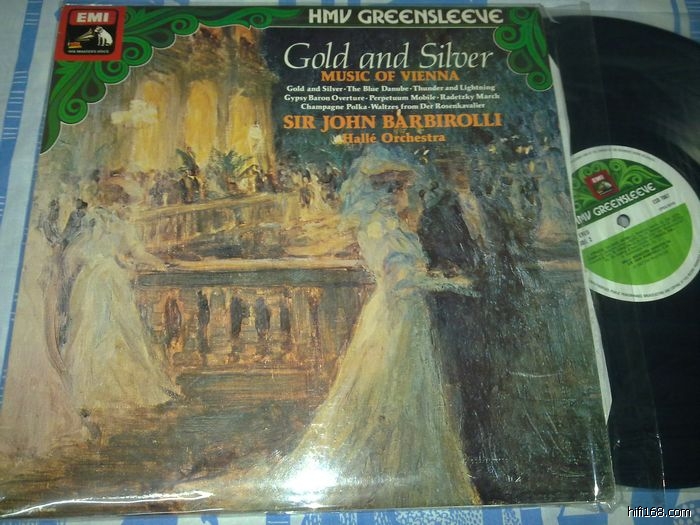 EMI
HIS MASTER'S VOICE
HMV GREENSLEEVE
Gold and Silver
MUSIC OF VIENNA
Gold and Silver · The Blue Danube · Thunder and Lightning
Gypsy Baron Overture · Perpetuum Mobile · Radetzky March
Champagne Polka · Waltzes from Der Rosenkavalier
SIR JOHN BARBIROLLI
Hallé Orchestra
EMI
HMV GREENSLEEVE
hifi168.com